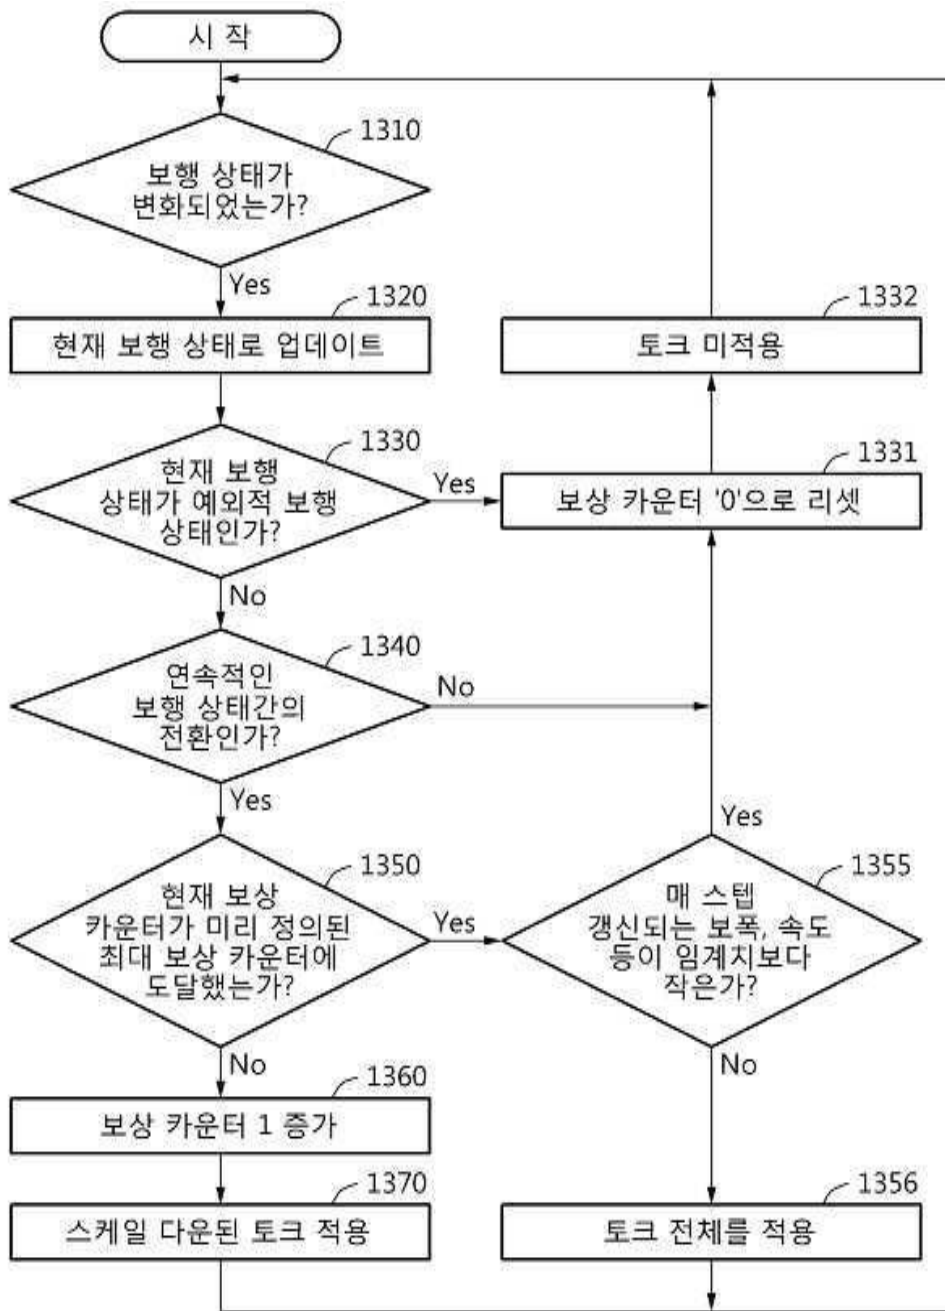 시 작
1310
보행 상태가
변화되었는가?
Yes
1320
현재 보행 상태로 업데이트
1332
토크 미적용
1330
현재 보행
상태가 예외적 보행
상태인가?
Yes
1331
보상 카운터 '0'으로 리셋
No
1340
연속적인
보행 상태간의
전환인가?
No
Yes
Yes
1350
현재 보상
카운터가 미리 정의된
최대 보상 카운터에
도달했는가?
Yes
1355
매 스텝
갱신되는 보폭, 속도
등이 임계치보다
작은가?
No
No
1360
보상 카운터 1 증가
1370
스케일 다운된 토크 적용
1356
토크 전체를 적용